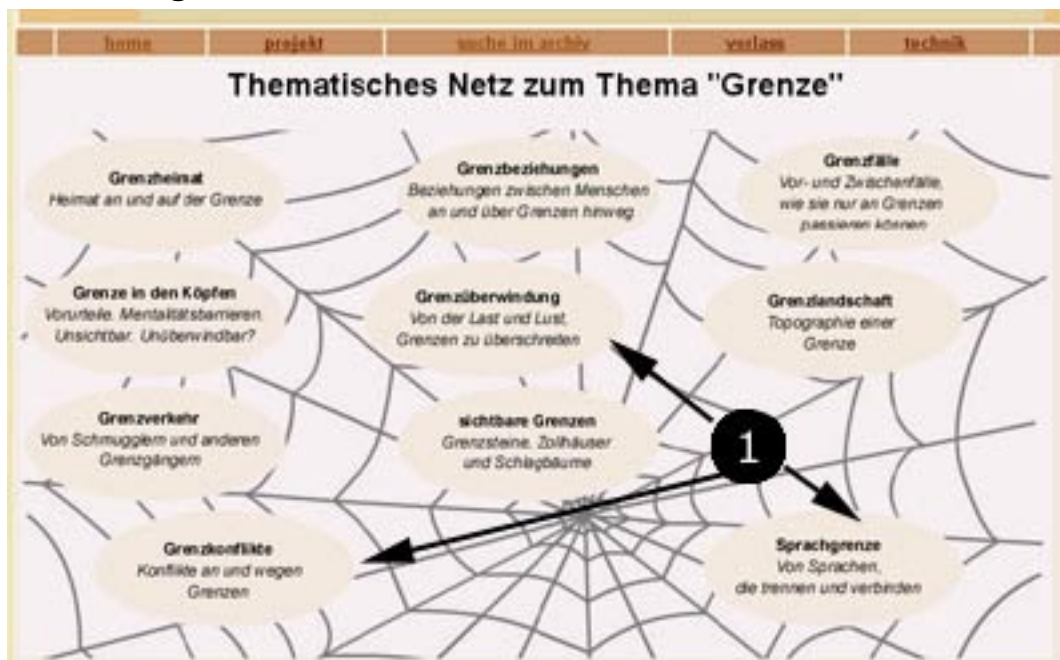 home projekt suche im archiv vorlass technik
Thematisches Netz zum Thema "Grenze"
Grenzheimat
Heimat an und auf der Grenze
Grenzbeziehungen
Beziehungen zwischen Menschen
an und über Grenzen hinweg
Grenzfälle
Vor- und Zwischenfälle,
wie sie nur an Grenzen
passieren können
Grenze in den Köpfen
Vorurteile. Mentalitätsbarrieren.
Unsichtbar. Unüberwindbar?
Grenzüberwindung
Von der Last und Lust,
Grenzen zu überschreiten
Grenzlandschaft
Topographie einer
Grenze
Grenzverkehr
Von Schmugglern und anderen
Grenzgängern
sichtbare Grenzen
Grenzsteine, Zollhäuser
und Schlagbäume
1
Grenzkonflikte
Konflikte an und wegen
Grenzen
Sprachgrenze
Von Sprachen,
die trennen und verbinden